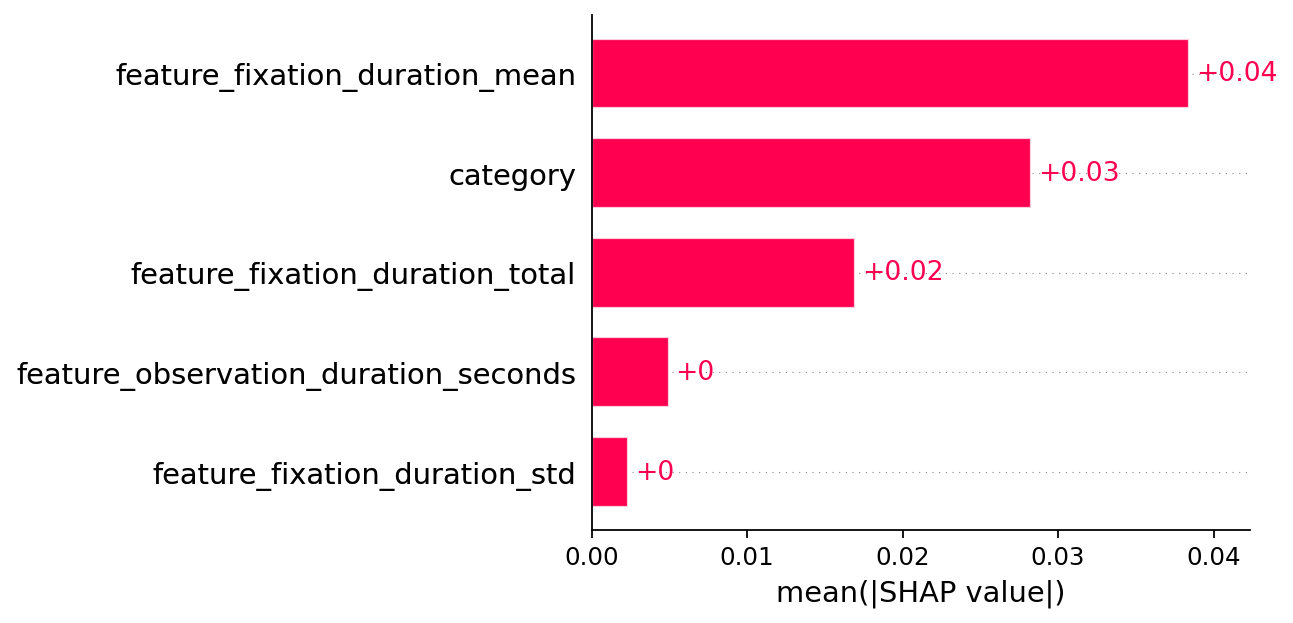 feature_fixation_duration_mean +0.04
category +0.03
feature_fixation_duration_total +0.02
feature_observation_duration_seconds +0
feature_fixation_duration_std +0
0.00 0.01 0.02 0.03 0.04
mean(|SHAP value|)